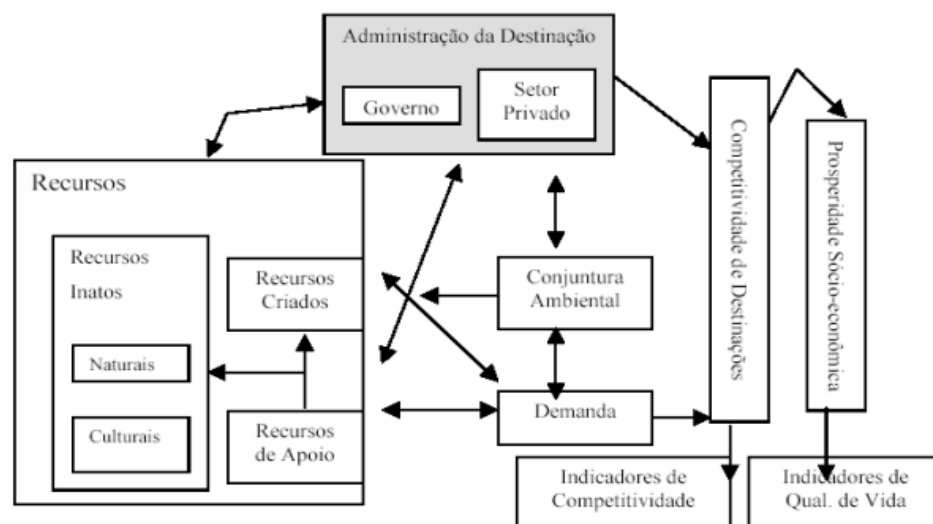 Administração da Destinação
Governo
Setor
Privado
Recursos
Recursos
Inatos
Naturais
Culturais
Recursos
Criados
Recursos
de Apoio
Conjuntura
Ambiental
Demanda
Competitividade de Destinações
Prosperidade Sócio-econômica
Indicadores de
Competitividade
Indicadores de
Qual. de Vida